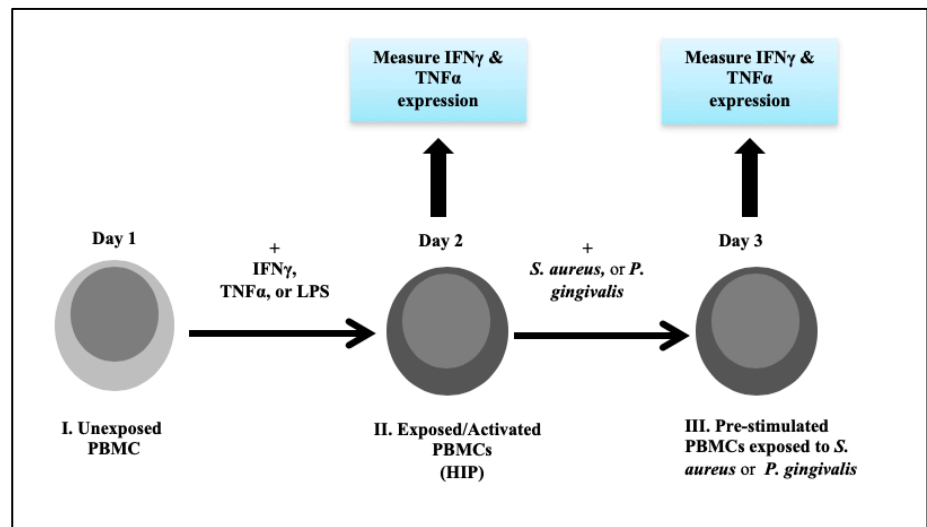 Measure IFNγ &
TNFα
expression
Measure IFNγ &
TNFα
expression
Day 1
+
IFNγ,
TNFα, or LPS
Day 2
+
S. aureus, or P.
gingivalis
Day 3
I. Unexposed
PBMC
II. Exposed/Activated
PBMCs
(HIP)
III. Pre-stimulated
PBMCs exposed to S.
aureus or P. gingivalis